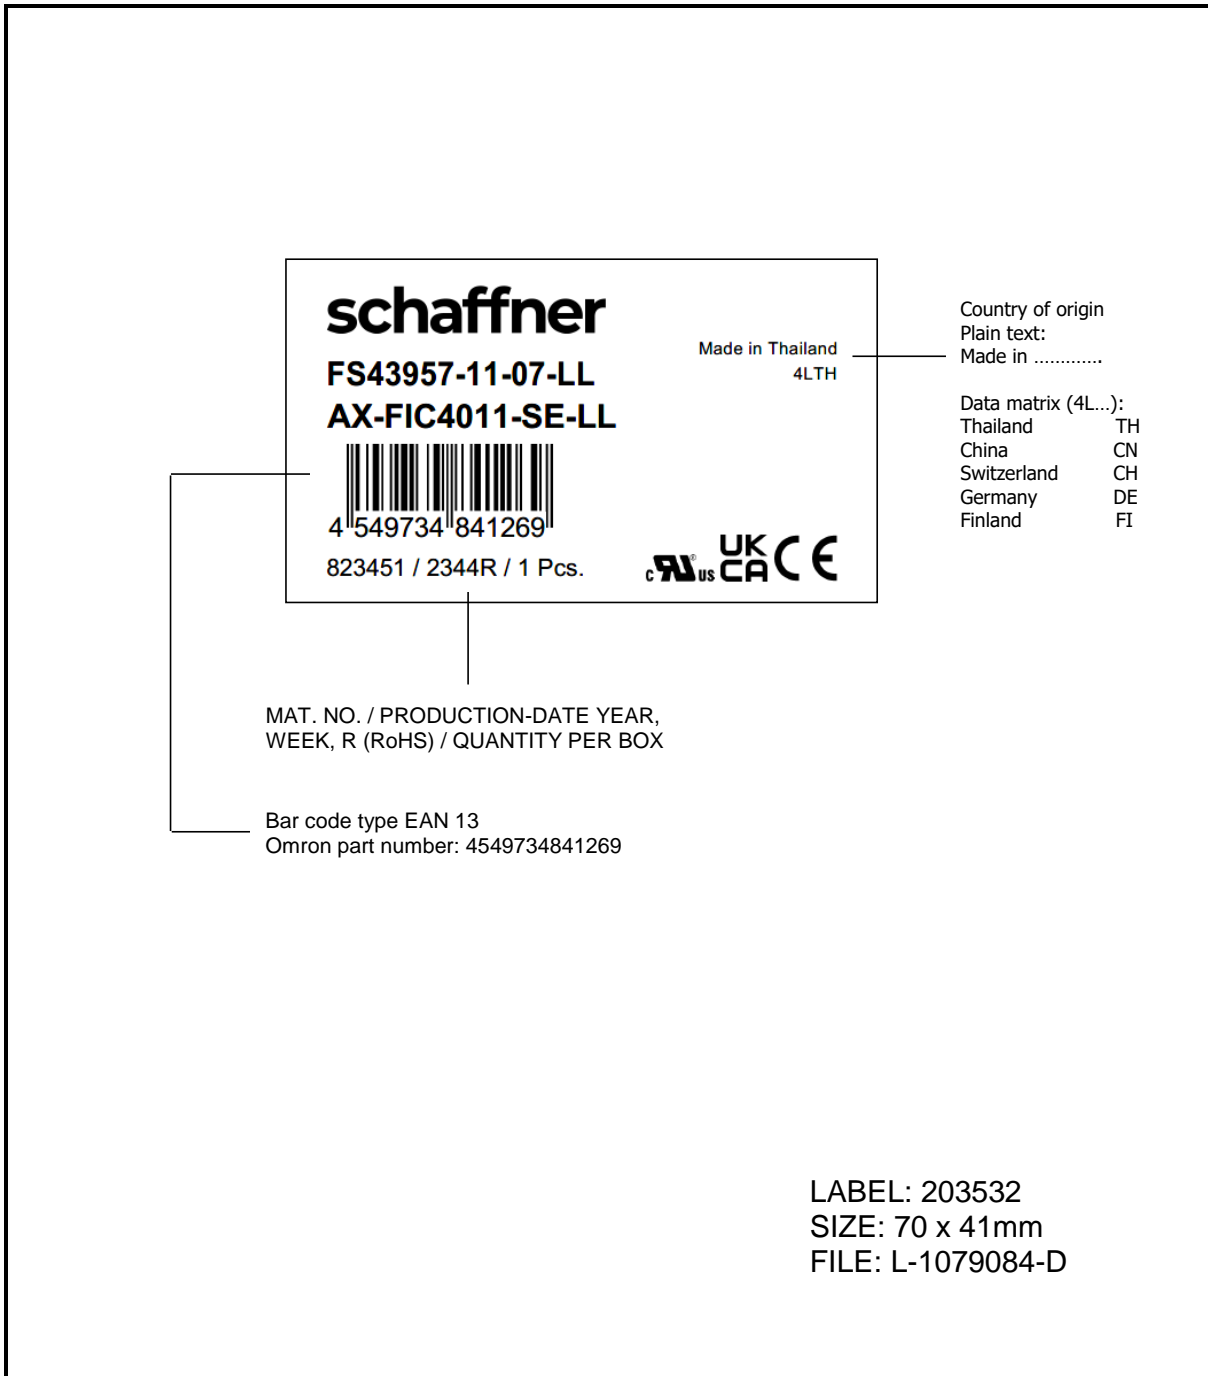 schaffner
FS43957-11-07-LL
AX-FIC4011-SE-LL
Made in Thailand
4LTH
4 549734 841269
823451 / 2344R / 1 Pcs.
c RU ® US UK CA CE
Country of origin
Plain text:
Made in ………….
Data matrix (4L…):
Thailand TH
China CN
Switzerland CH
Germany DE
Finland FI
MAT. NO. / PRODUCTION-DATE YEAR,
WEEK, R (RoHS) / QUANTITY PER BOX
Bar code type EAN 13
Omron part number: 4549734841269
LABEL: 203532
SIZE: 70 x 41mm
FILE: L-1079084-D